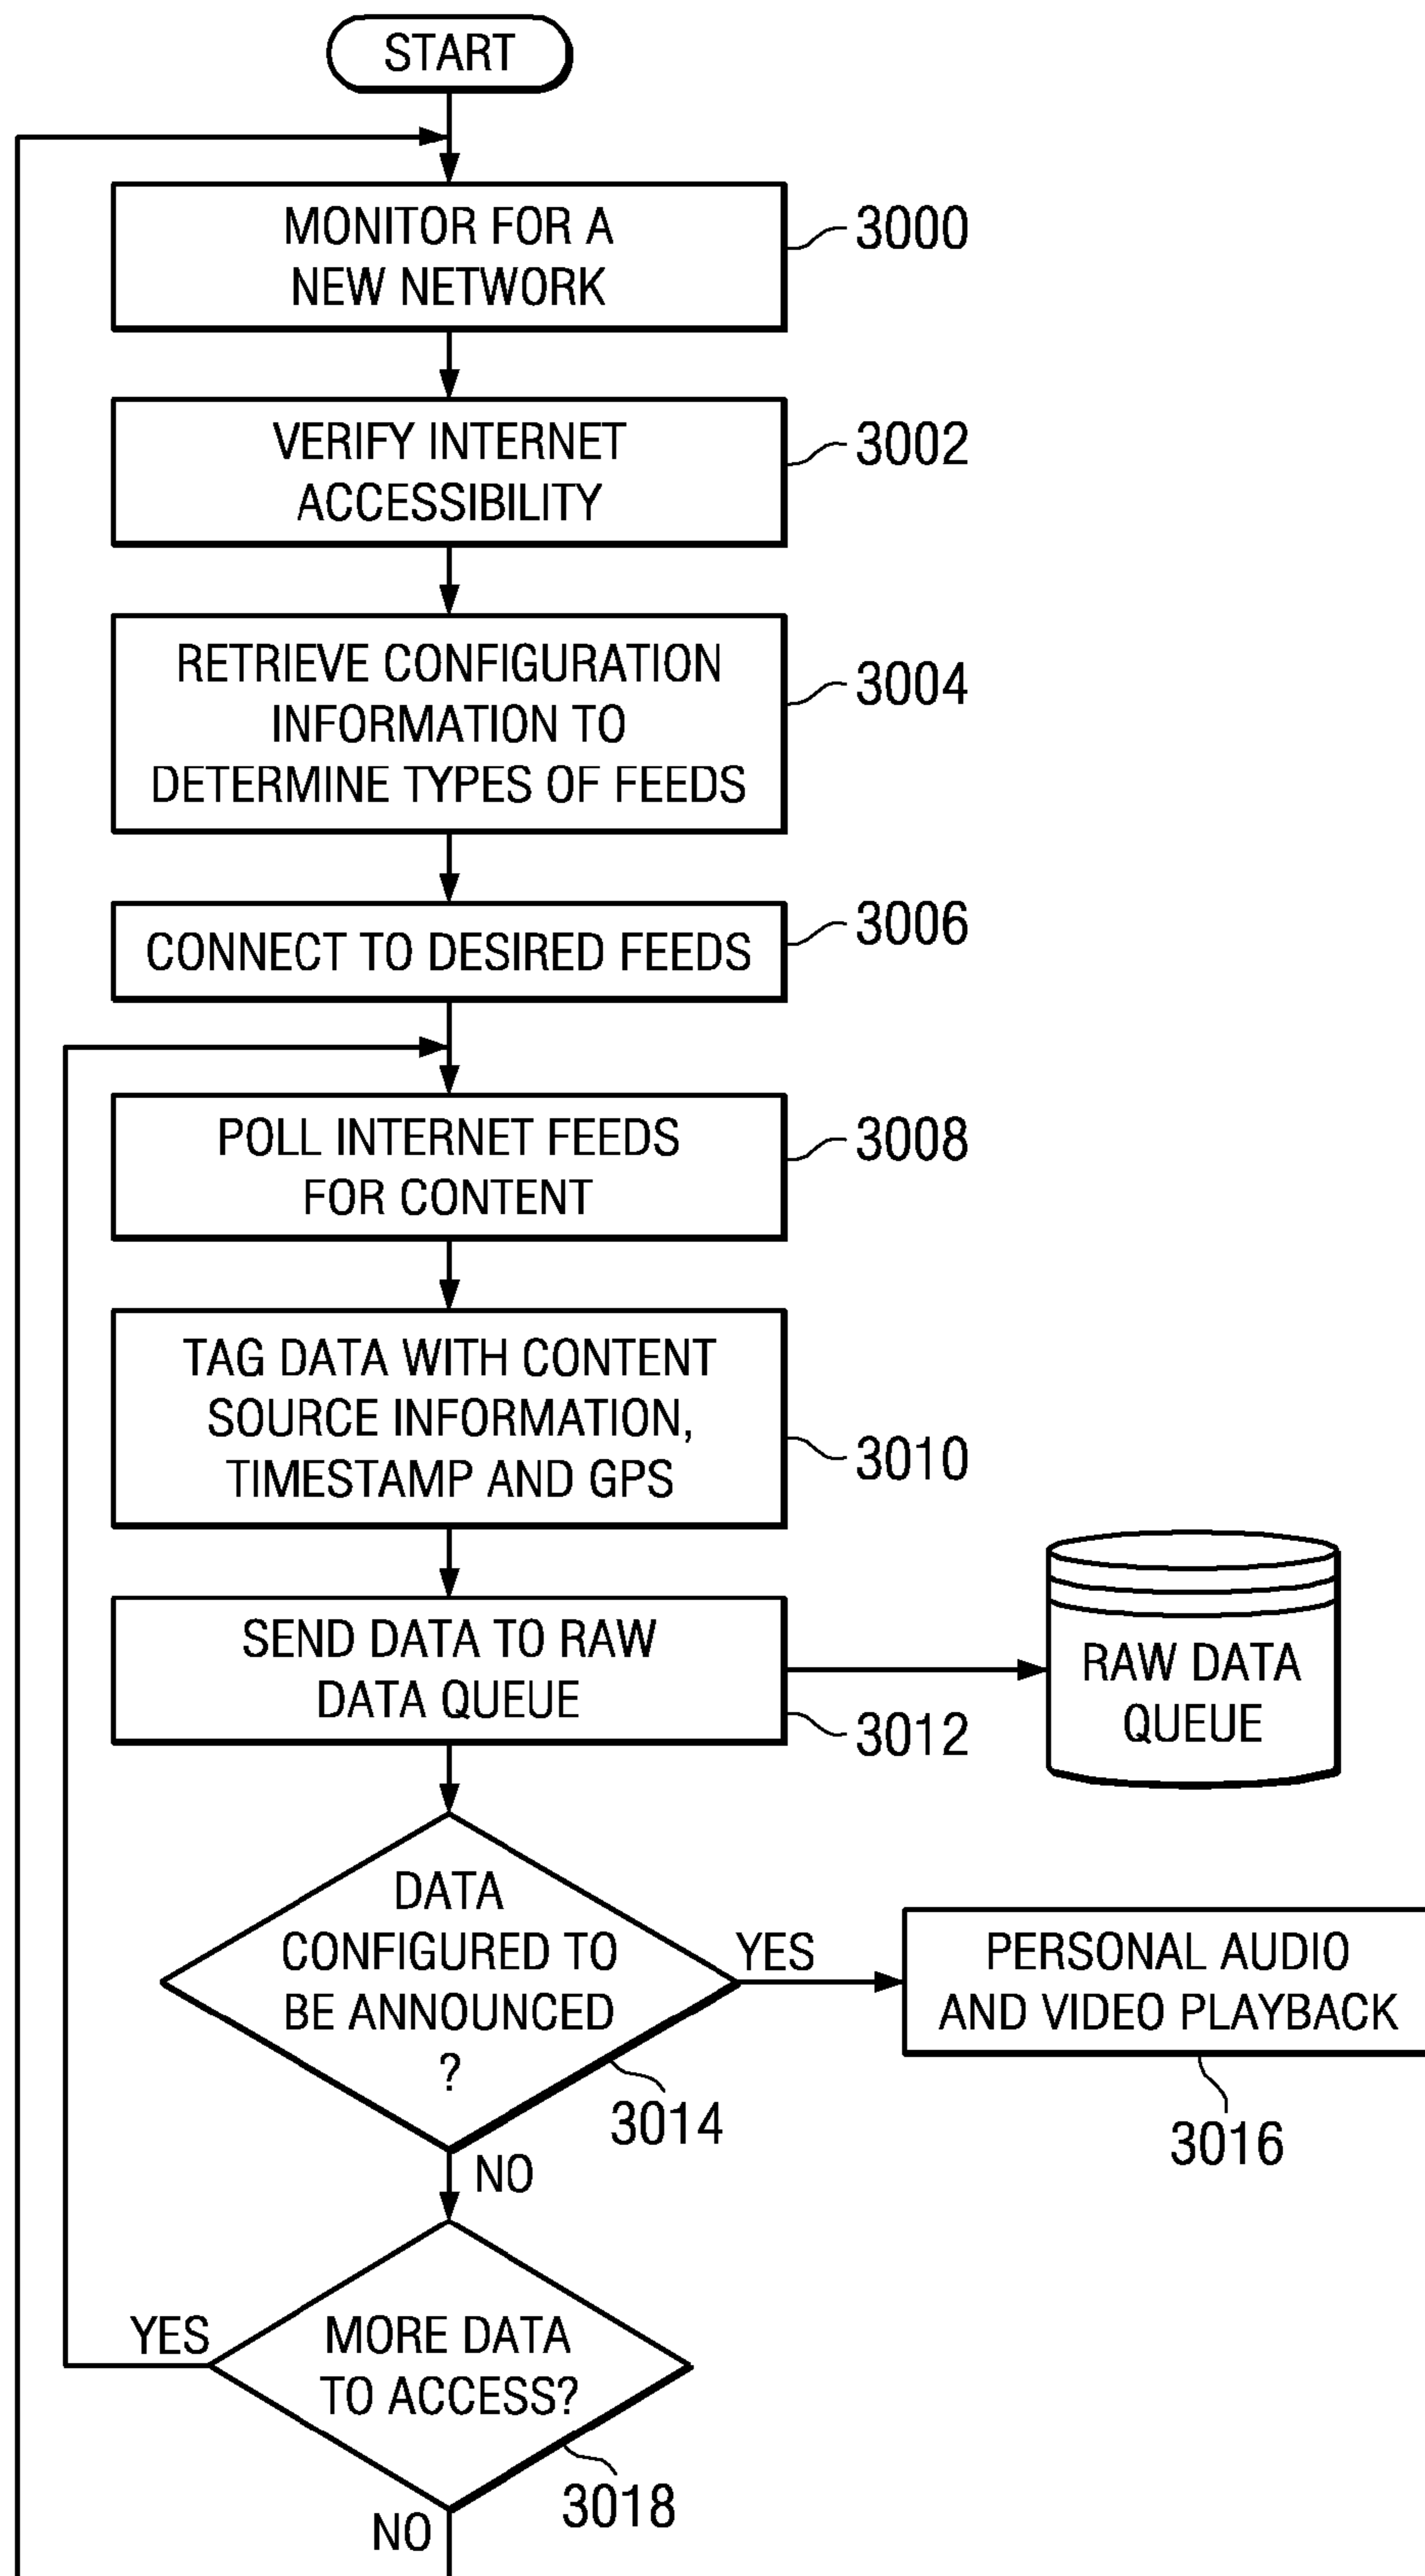 START
MONITOR FOR A
NEW NETWORK
3000
VERIFY INTERNET
ACCESSIBILITY
3002
RETRIEVE CONFIGURATION
INFORMATION TO
DETERMINE TYPES OF FEEDS
3004
CONNECT TO DESIRED FEEDS
3006
POLL INTERNET FEEDS
FOR CONTENT
3008
TAG DATA WITH CONTENT
SOURCE INFORMATION,
TIMESTAMP AND GPS
3010
SEND DATA TO RAW
DATA QUEUE
3012
RAW DATA
QUEUE
DATA
CONFIGURED TO
BE ANNOUNCED
?
3014
YES
PERSONAL AUDIO
AND VIDEO PLAYBACK
3016
NO
MORE DATA
TO ACCESS?
3018
YES
NO